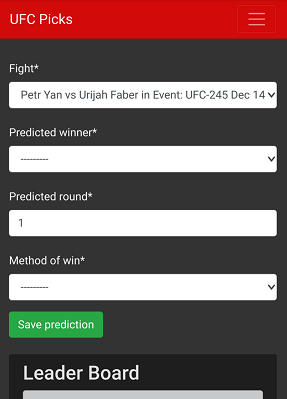 UFC Picks
Fight*
Petr Yan vs Urijah Faber in Event: UFC-245 Dec 14
Predicted winner*
---------
Predicted round*
1
Method of win*
---------
Save prediction
Leader Board